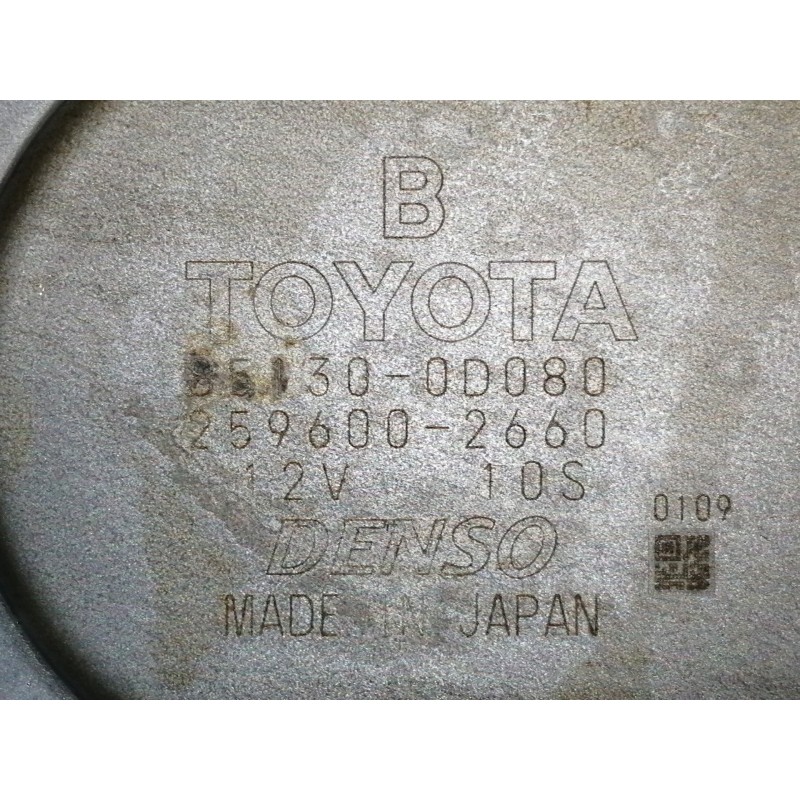 B
TOYOTA
85130-0D080
259600-2660
12V 10S
0109
DENSO
MADE IN JAPAN